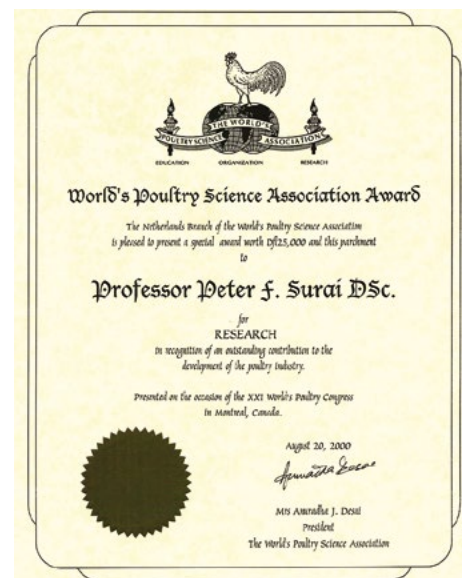 THE WORLD'S
POULTRY SCIENCE ASSOCIATION
EDUCATION ORGANIZATION RESEARCH
World's Poultry Science Association Award
The Netherlands Branch of the World's Poultry Science Association
is pleased to present a special award worth Dfl25,000 and this parchment
to
Professor Peter F. Surai DSc.
for
RESEARCH
in recognition of an outstanding contribution to the
development of the poultry industry.
Presented on the occasion of the XXI World's Poultry Congress
in Montreal, Canada.
August 20, 2000
Mrs Anuradha J. Desai
President
The World's Poultry Science Association